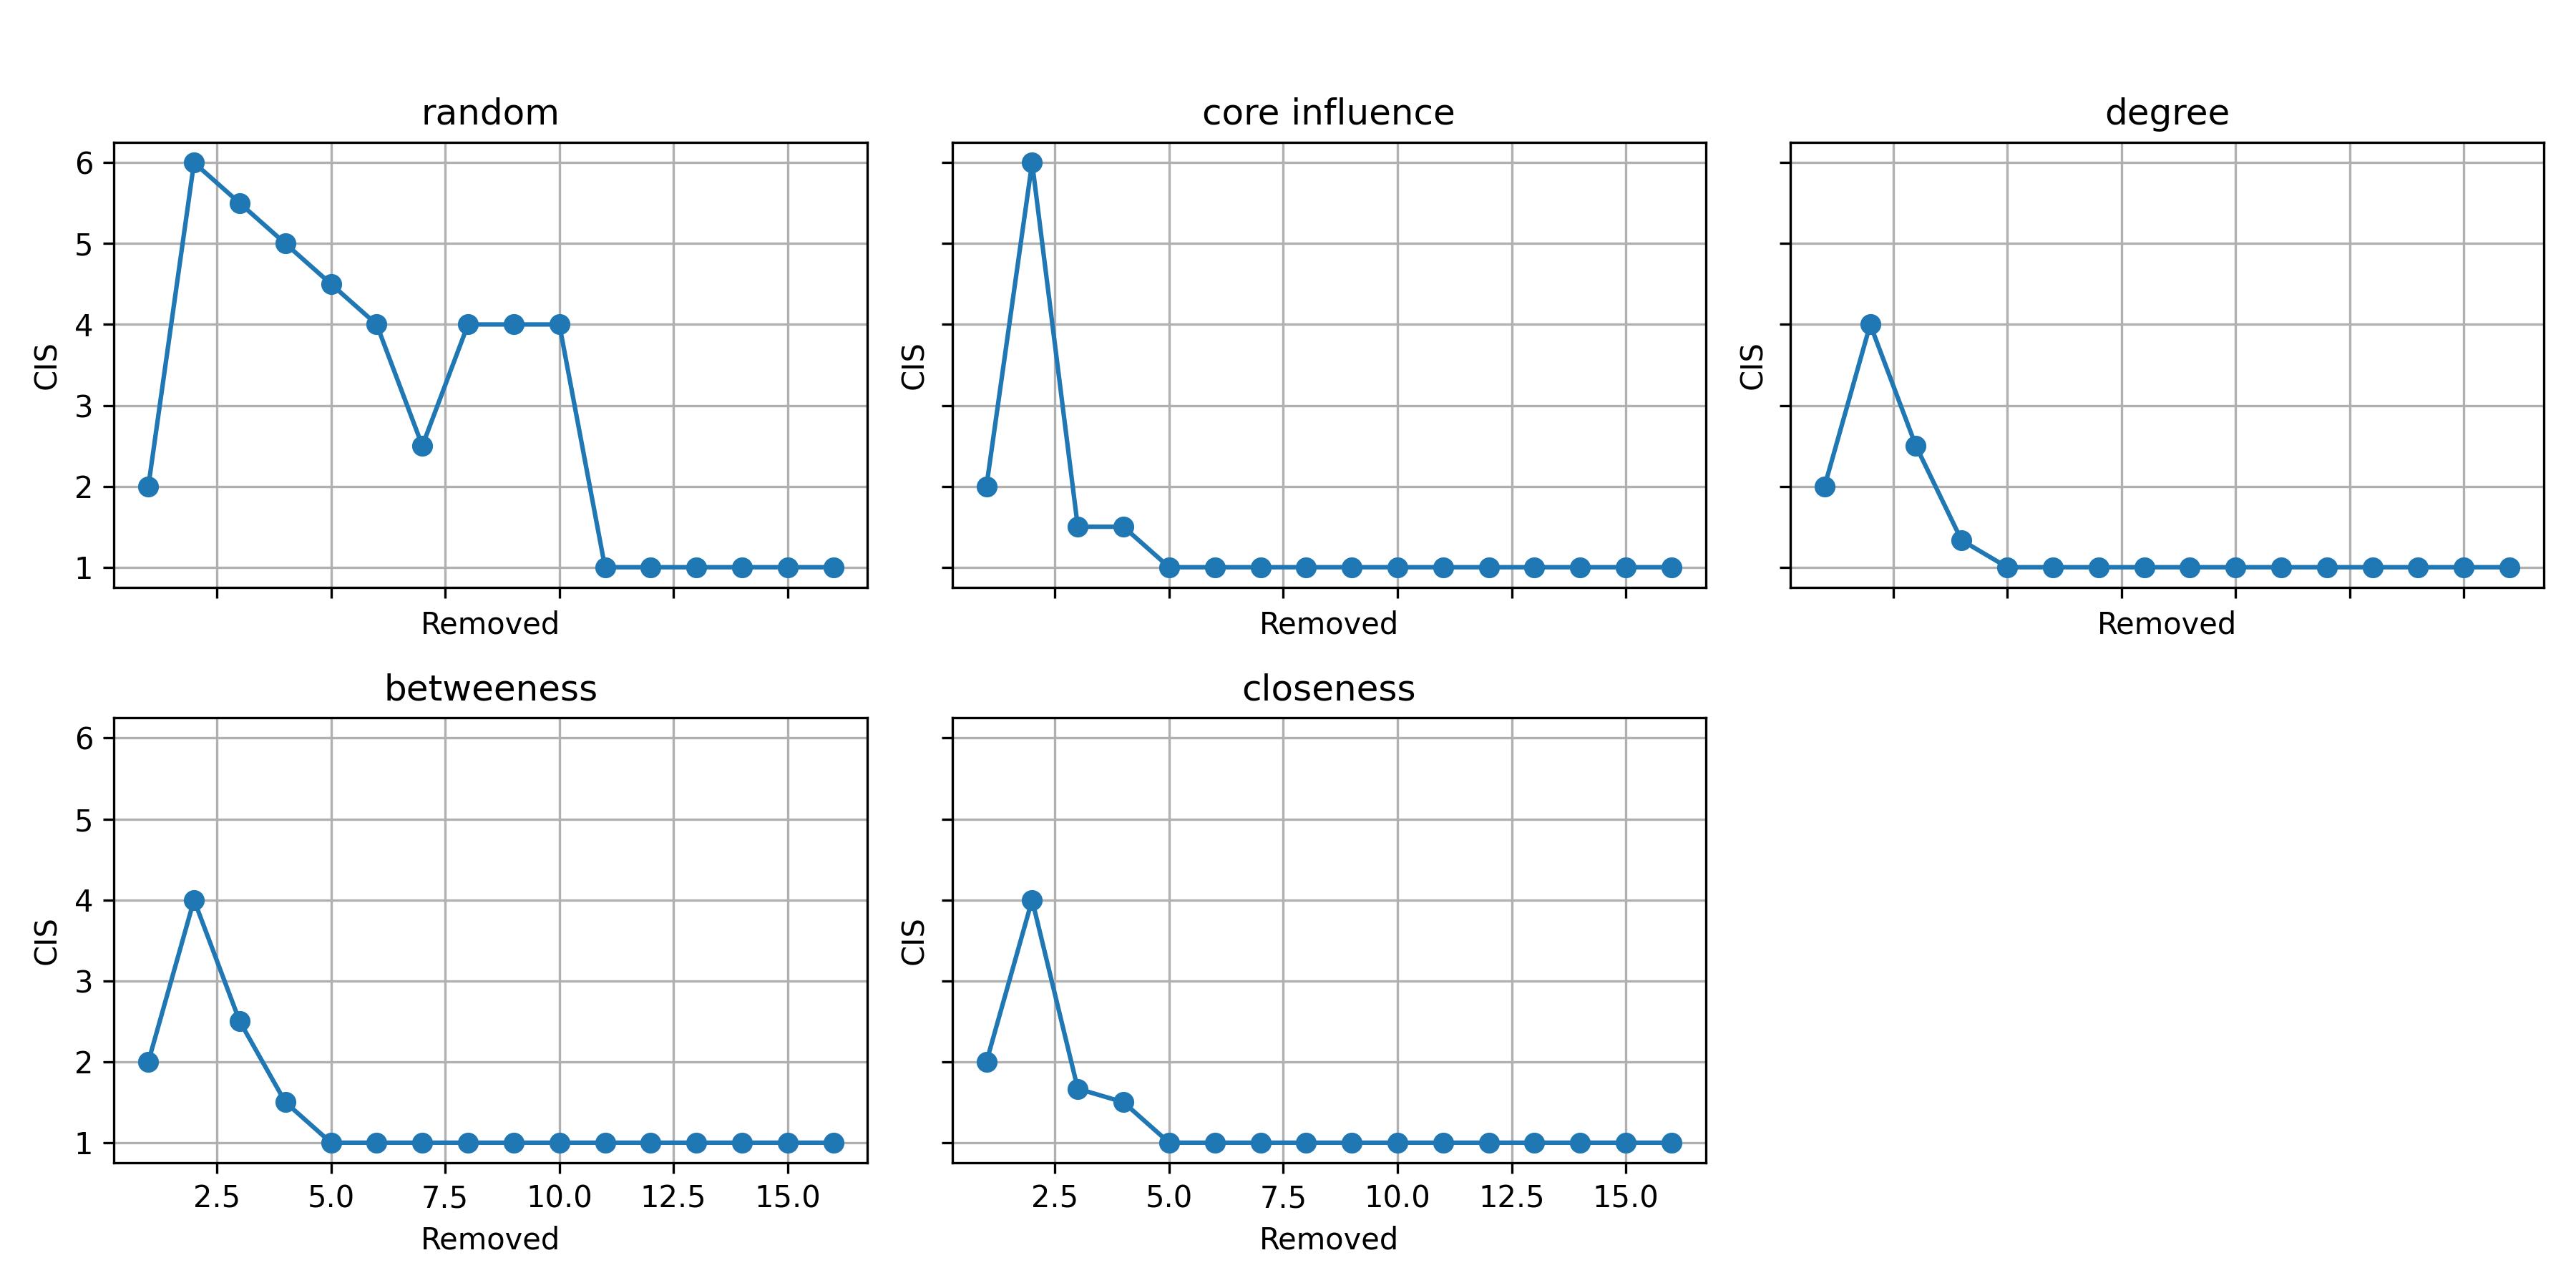 random
core influence
degree
6
5
4
3
2
1
CIS
CIS
CIS
Removed
Removed
Removed
betweeness
closeness
6
5
4
3
2
1
CIS
CIS
2.5 5.0 7.5 10.0 12.5 15.0
2.5 5.0 7.5 10.0 12.5 15.0
Removed
Removed